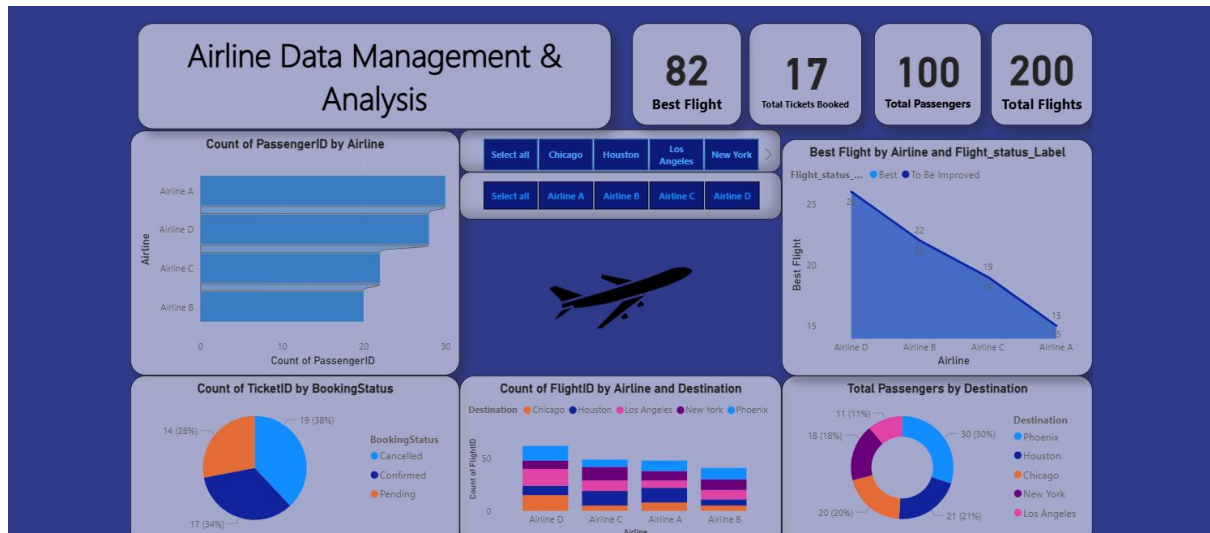 Airline Data Management &
Analysis
82
Best Flight
17
Total Tickets Booked
100
Total Passengers
200
Total Flights
Count of PassengerID by Airline
Airline
Airline A
Airline D
Airline C
Airline B
0 10 20 30
Count of PassengerID
Select all Chicago Houston Los Angeles New York
Select all Airline A Airline B Airline C Airline D
Best Flight by Airline and Flight_status_Label
Flight_status_... Best To Be Improved
Best Flight
25
20
15
22
19
15
Airline D Airline B Airline C Airline A
Airline
Count of TicketID by BookingStatus
19 (38%)
14 (28%)
17 (34%)
BookingStatus
Cancelled
Confirmed
Pending
Count of FlightID by Airline and Destination
Destination Chicago Houston Los Angeles New York Phoenix
Count of FlightID
50
0
Airline D Airline C Airline A Airline B
Airline
Total Passengers by Destination
11 (11%)
18 (18%)
30 (30%)
20 (20%)
21 (21%)
Destination
Phoenix
Houston
Chicago
New York
Los Angeles